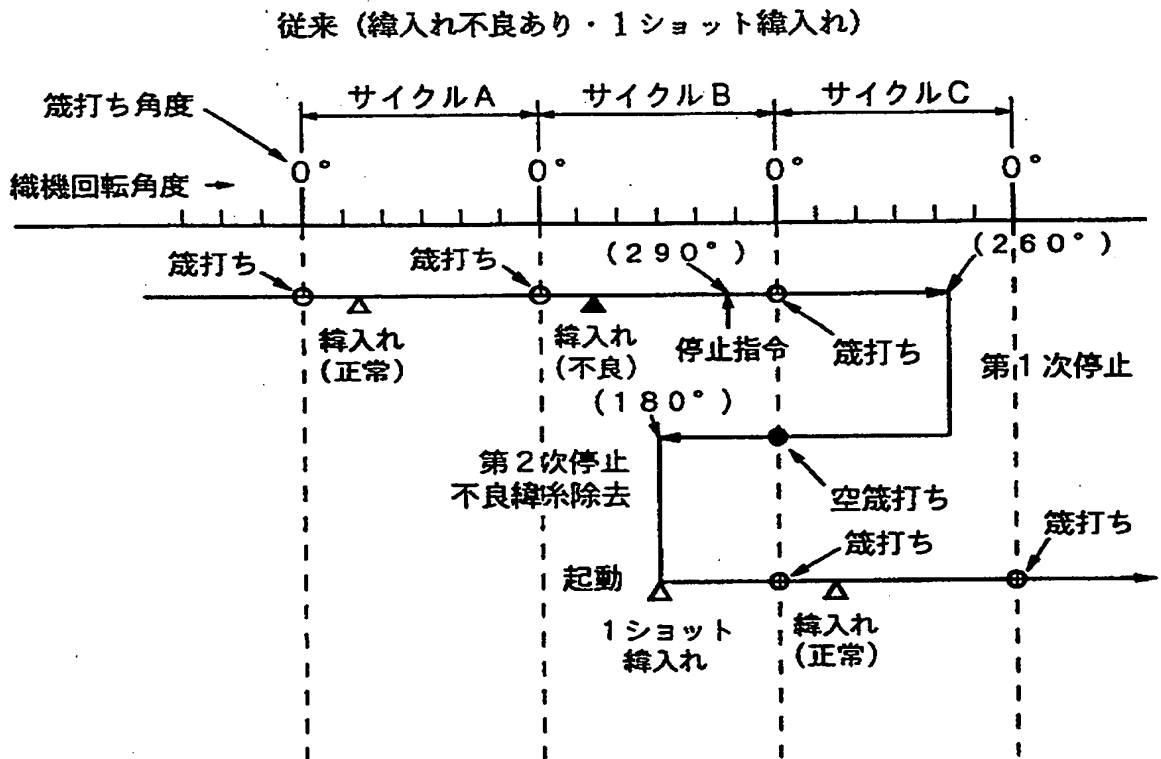 従来（緯入れ不良あり・１ショット緯入れ）
サイクルA
サイクルB
サイクルC
筬打ち角度
0°
0°
0°
0°
織機回転角度
(290°)
(260°)
筬打ち
筬打ち
緯入れ
(正常)
緯入れ
(不良)
停止指令
筬打ち
第１次停止
(180°)
第２次停止
不良緯糸除去
空筬打ち
筬打ち
筬打ち
起動
１ショット
緯入れ
緯入れ
(正常)